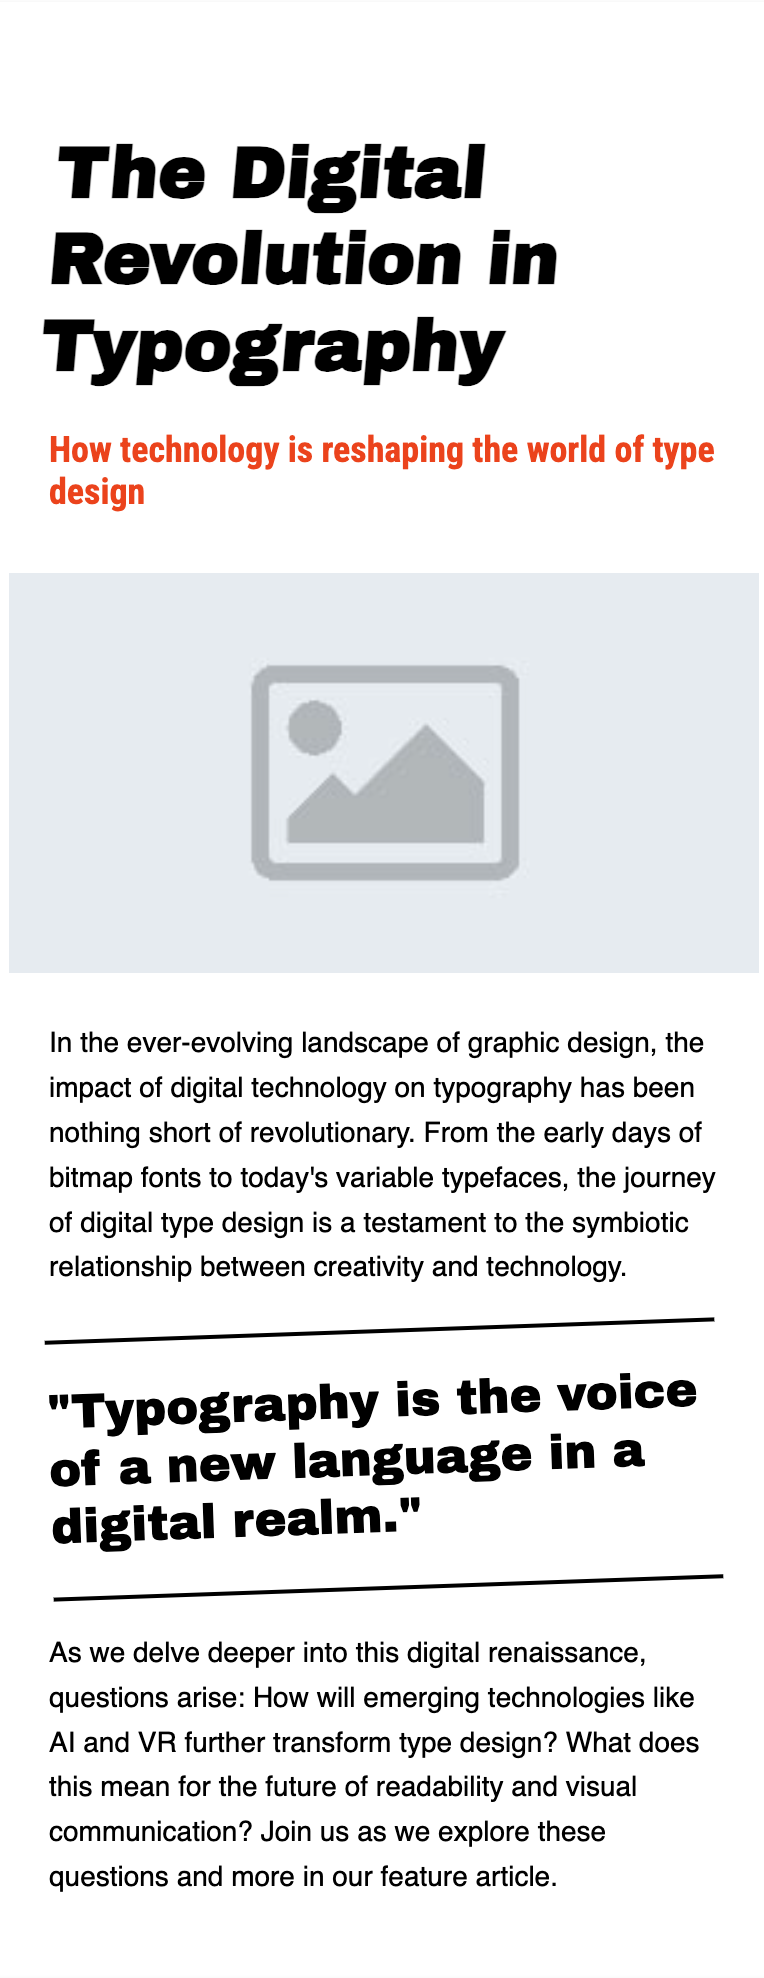 The Digital
Revolution in
Typography
How technology is reshaping the world of type
design
In the ever-evolving landscape of graphic design, the
impact of digital technology on typography has been
nothing short of revolutionary. From the early days of
bitmap fonts to today's variable typefaces, the journey
of digital type design is a testament to the symbiotic
relationship between creativity and technology.
"Typography is the voice
of a new language in a
digital realm."
As we delve deeper into this digital renaissance,
questions arise: How will emerging technologies like
AI and VR further transform type design? What does
this mean for the future of readability and visual
communication? Join us as we explore these
questions and more in our feature article.